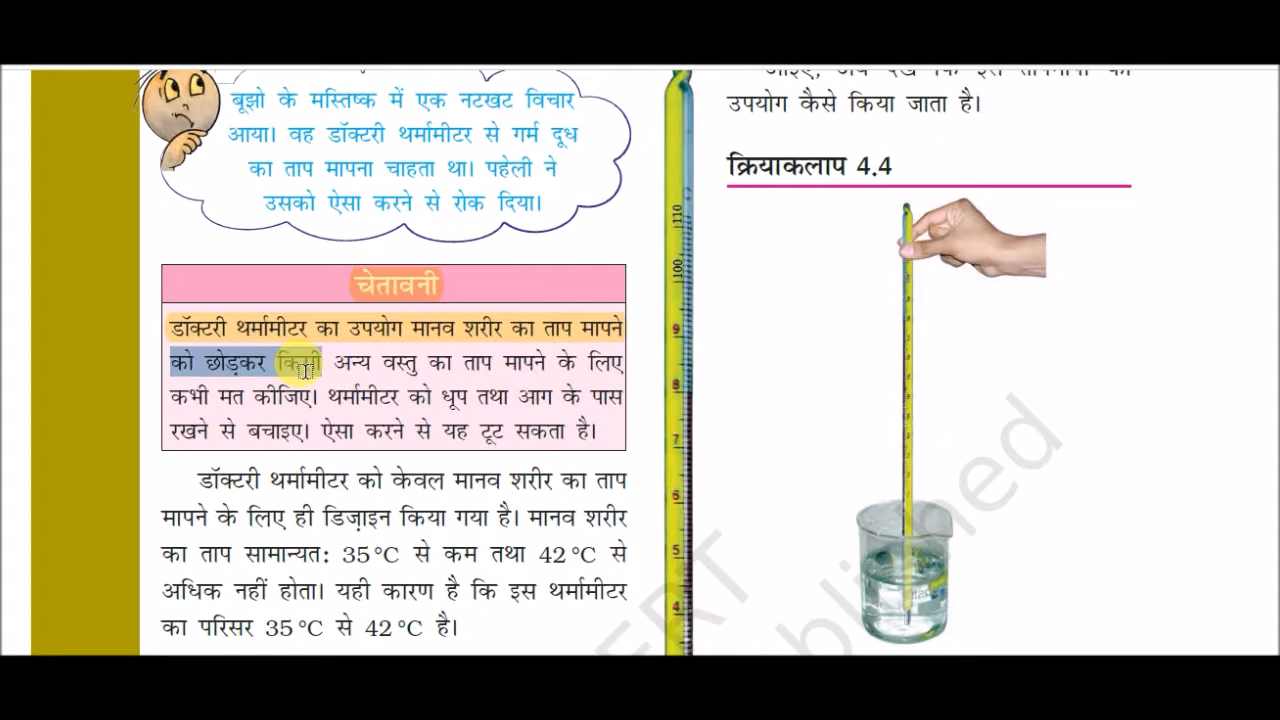 बूझो के मस्तिष्क में एक नटखट विचार
आया। वह डॉक्टरी थर्मामीटर से गर्म दूध
का ताप मापना चाहता था। पहेली ने
उसको ऐसा करने से रोक दिया।
चेतावनी
डॉक्टरी थर्मामीटर का उपयोग मानव शरीर का ताप मापने
को छोड़कर किसी अन्य वस्तु का ताप मापने के लिए
कभी मत कीजिए। थर्मामीटर को धूप तथा आग के पास
रखने से बचाइए। ऐसा करने से यह टूट सकता है।
डॉक्टरी थर्मामीटर को केवल मानव शरीर का ताप
मापने के लिए ही डिज़ाइन किया गया है। मानव शरीर
का ताप सामान्यत: 35 °C से कम तथा 42 °C से
अधिक नहीं होता। यही कारण है कि इस थर्मामीटर
का परिसर 35 °C से 42 °C है।
110
100
9
8
7
6
5
4
उपयोग कैसे किया जाता है।
क्रियाकलाप 4.4